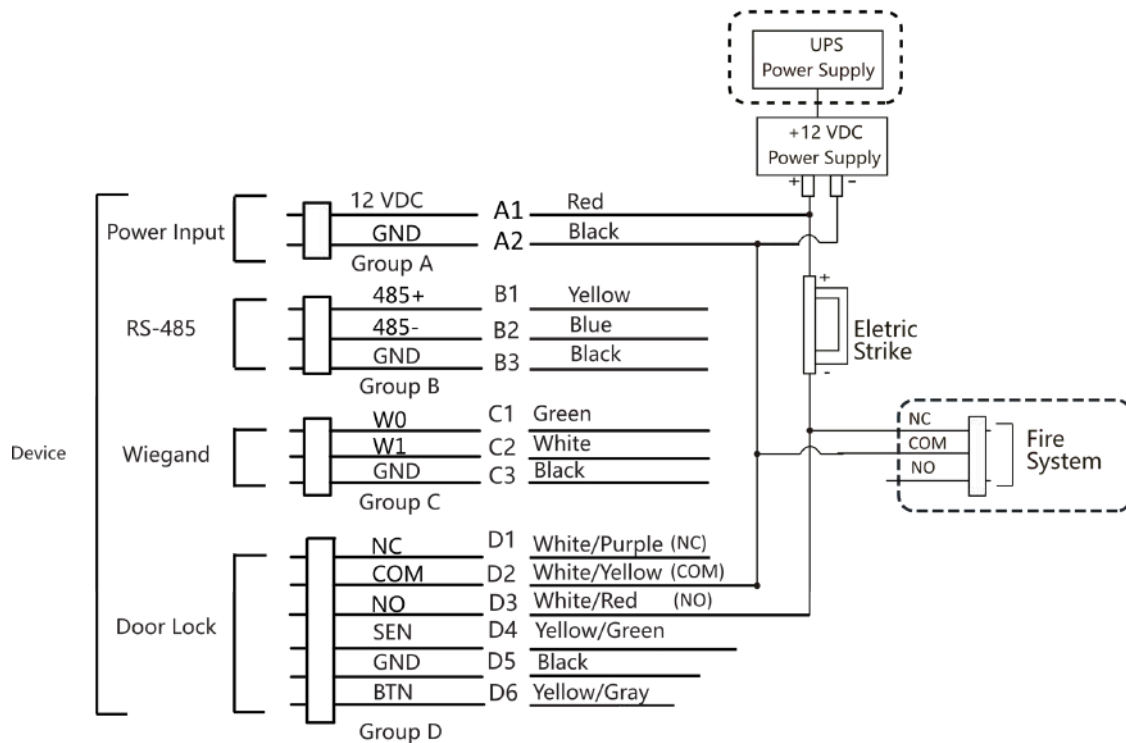 UPS
Power Supply
+12 VDC
Power Supply
+ -
12 VDC A1 Red
Power Input
GND A2 Black
Group A
485+ B1 Yellow
RS-485
485- B2 Blue
GND B3 Black
Group B
+
Eletric
Strike
-
W0 C1 Green
Wiegand
W1 C2 White
GND C3 Black
Group C
NC
COM
NO
Fire
System
Device
NC D1 White/Purple (NC)
COM D2 White/Yellow (COM)
NO D3 White/Red (NO)
Door Lock
SEN D4 Yellow/Green
GND D5 Black
BTN D6 Yellow/Gray
Group D